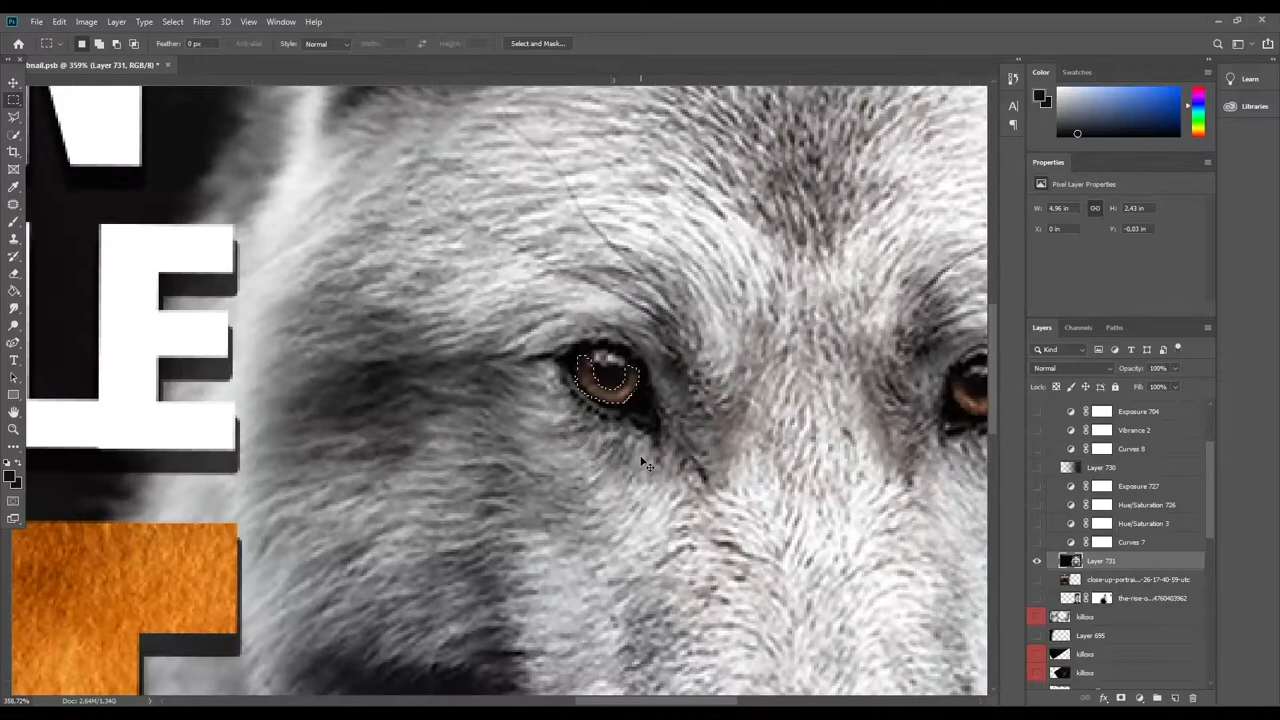 Ps File Edit Image Layer Type Select Filter 3D View Window Help
Feather: 0 px Anti-alias Style: Normal Width: Height: Select and Mask...
bnail.psb @ 359% (Layer 731, RGB/8) * ×
Color Swatches
Learn
Libraries
Properties
Pixel Layer Properties
W: 4,96 in H: 2,43 in
X: 0 in Y: -0,03 in
E
Layers Channels Paths
Kind
Normal Opacity: 100%
Lock: Fill: 100%
Exposure 704
Vibrance 2
Curves 8
Layer 730
Exposure 727
Hue/Saturation 726
Hue/Saturation 3
Curves 7
Layer 731
close-up-portrai...-26-17-40-59-utc
the-rise-o...4760403962
killoxs
Layer 695
killoxs
killoxs
358,72% Doc: 2,64M/1,34G